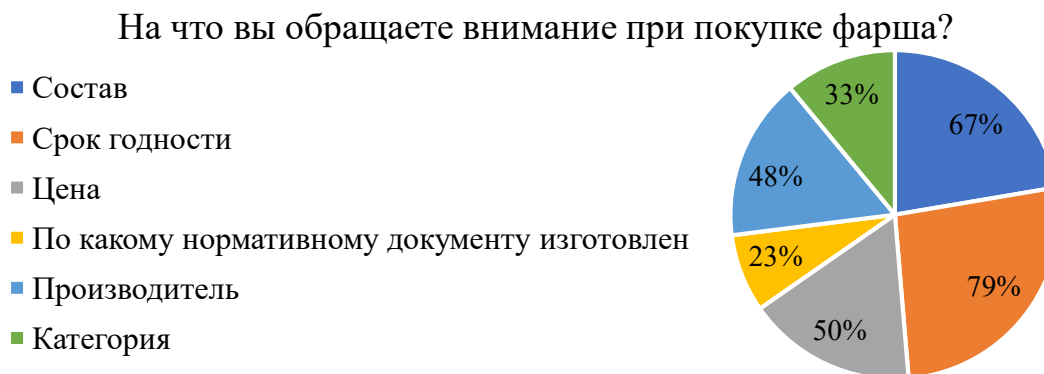 На что вы обращаете внимание при покупке фарша?
Состав
Срок годности
Цена
По какому нормативному документу изготовлен
Производитель
Категория
33%
67%
48%
23%
79%
50%